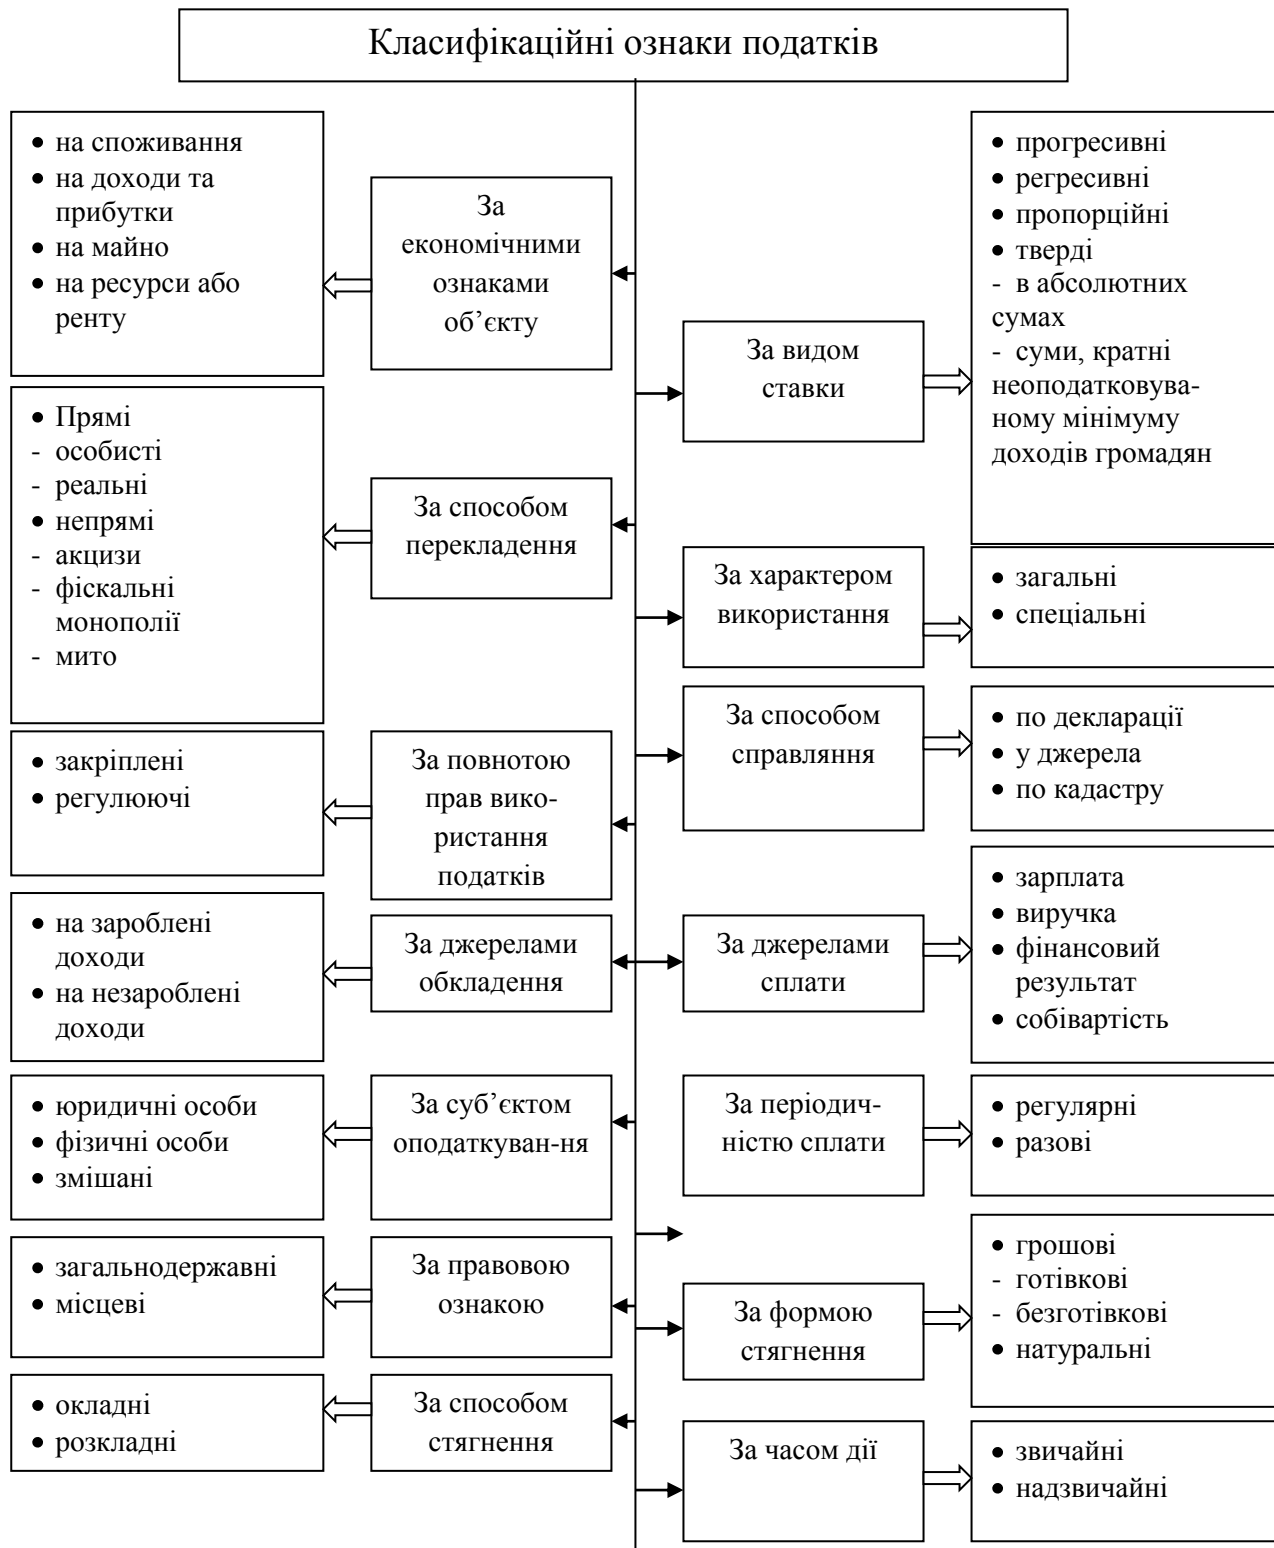 Класифікаційні ознаки податків
• на споживання
• на доходи та
прибутки
• на майно
• на ресурси або
ренту
За
економічними
ознаками
об’єкту
• Прямі
- особисті
- реальні
• непрямі
- акцизи
- фіскальні
монополії
- мито
За способом
перекладення
• закріплені
• регулюючі
За повнотою
прав вико-
ристання
податків
• на зароблені
доходи
• на незароблені
доходи
За джерелами
обкладення
• юридичні особи
• фізичні особи
• змішані
За суб’єктом
оподаткуван-ня
• загальнодержавні
• місцеві
За правовою
ознакою
• окладні
• розкладні
За способом
стягнення
За видом
ставки
• прогресивні
• регресивні
• пропорційні
• тверді
- в абсолютних
сумах
- суми, кратні
неоподатковува-
ному мінімуму
доходів громадян
За характером
використання
• загальні
• спеціальні
За способом
справляння
• по декларації
• у джерела
• по кадастру
За джерелами
сплати
• зарплата
• виручка
• фінансовий
результат
• собівартість
За періодич-
ністю сплати
• регулярні
• разові
За формою
стягнення
• грошові
- готівкові
- безготівкові
• натуральні
За часом дії
• звичайні
• надзвичайні